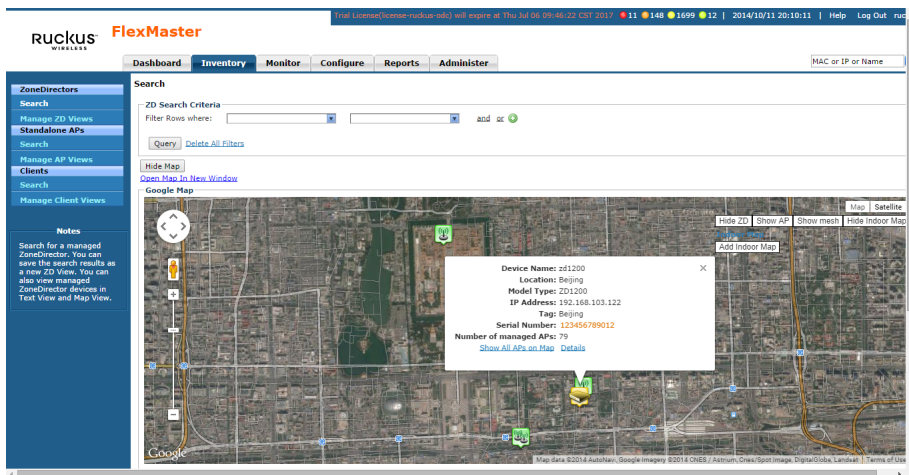 Trial License(license-ruckus-odc) will expire at Thu Jul 06 09:46:22 CST 2017 11 148 1699 12 | 2014/10/11 20:10:11 | Help Log Out
RUCKUS
WIRELESS
FlexMaster
Dashboard Inventory Monitor Configure Reports Administer
MAC or IP or Name
ZoneDirectors
Search
Manage ZD Views
Standalone APs
Search
Manage AP Views
Clients
Search
Manage Client Views
Notes
Search for a managed
ZoneDirector. You can
save the search results as
a new ZD View. You can
also view managed
ZoneDirector devices in
Text View and Map View.
Search
ZD Search Criteria
Filter Rows where: and or
Query Delete All Filters
Hide Map
Open Map In New Window
Google Map
Map Satellite
Hide ZD Show AP Show mesh Hide Indoor Map
Add Indoor Map
Device Name: zd1200
Location: Beijing
Model Type: ZD1200
IP Address: 192.168.103.122
Tag: Beijing
Serial Number: 123456789012
Number of managed APs: 79
Show All APs on Map Details
Google
Map data ©2014 AutoNavi, Google Imagery ©2014 CNES / Astrium, Cnes/Spot Image, DigitalGlobe, Landsat Terms of Use